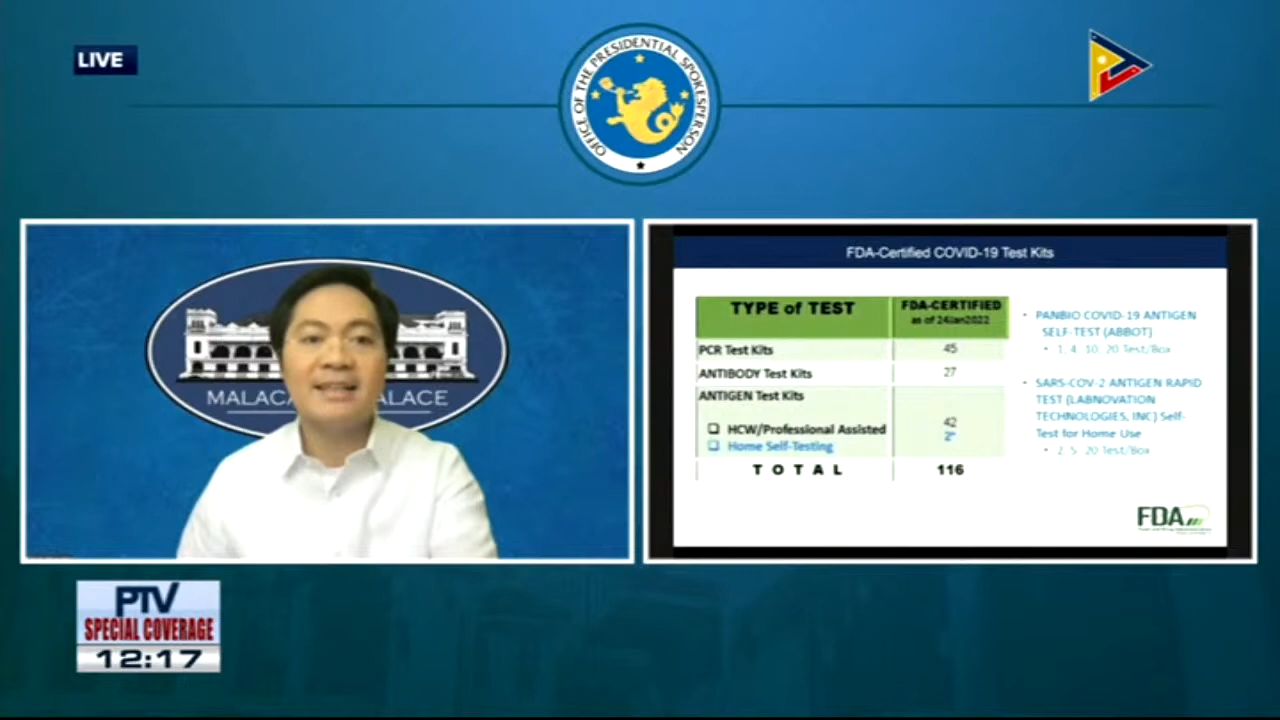 LIVE
OFFICE OF THE PRESIDENTIAL SPOKESPERSON
MALACA ALACE
FDA-Certified COVID-19 Test Kits
TYPE of TEST
FDA-CERTIFIED
as of 24Jan2022
PCR Test Kits
45
ANTIBODY Test Kits
27
ANTIGEN Test Kits
HCW/Professional Assisted
42
Home Self-Testing
2*
TOTAL
116
PANBIO COVID-19 ANTIGEN
SELF-TEST (ABBOT)
1, 4, 10, 20 Test/Box
SARS-COV-2 ANTIGEN RAPID
TEST (LABNOVATION
TECHNOLOGIES, INC) Self-
Test for Home Use
2, 5, 20 Test/Box
FDA
PTV
SPECIAL COVERAGE
12:17